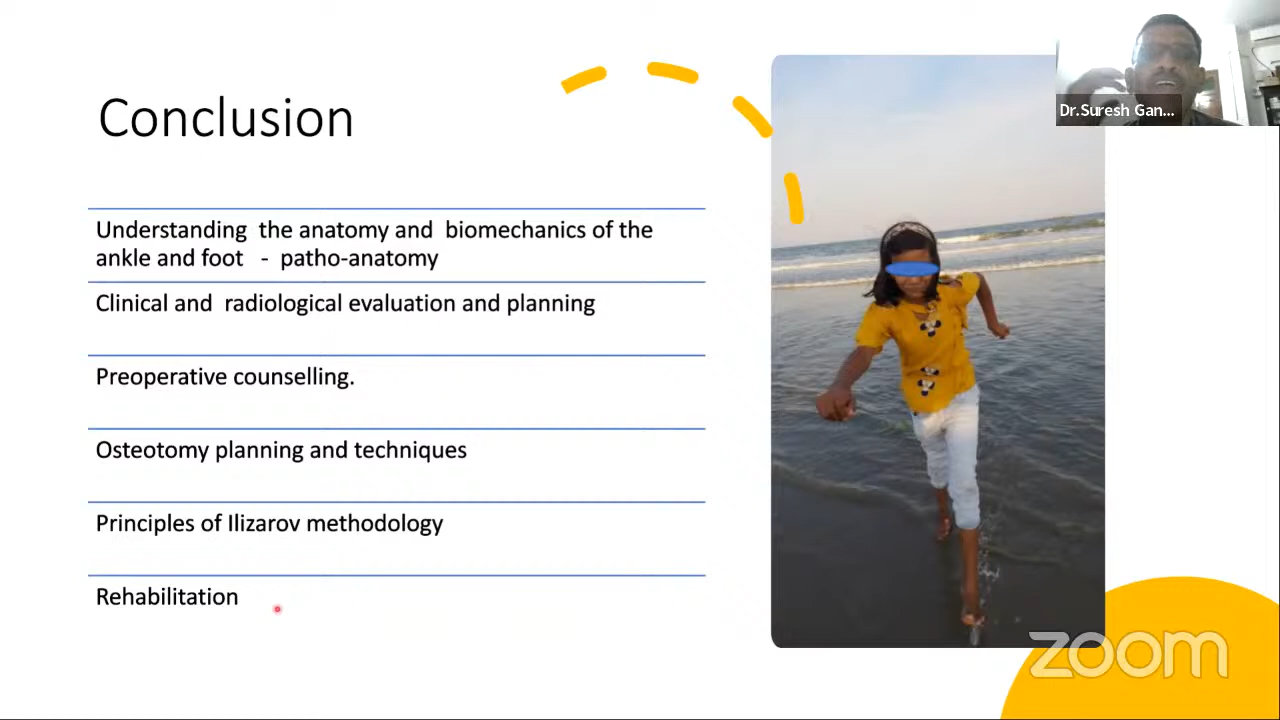 Conclusion
Understanding the anatomy and biomechanics of the
ankle and foot - patho-anatomy
Clinical and radiological evaluation and planning
Preoperative counselling.
Osteotomy planning and techniques
Principles of Ilizarov methodology
Rehabilitation
Dr.Suresh Gan...
zoom